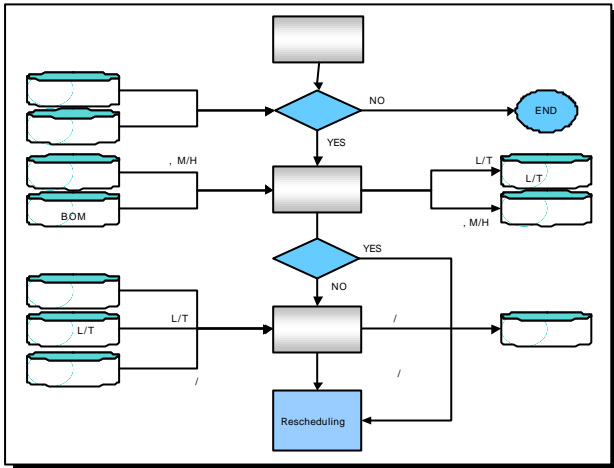 NO
END
YES
, M/H
L/T
L/T
BOM
, M/H
YES
NO
L/T
L/T
/
/
/
Rescheduling